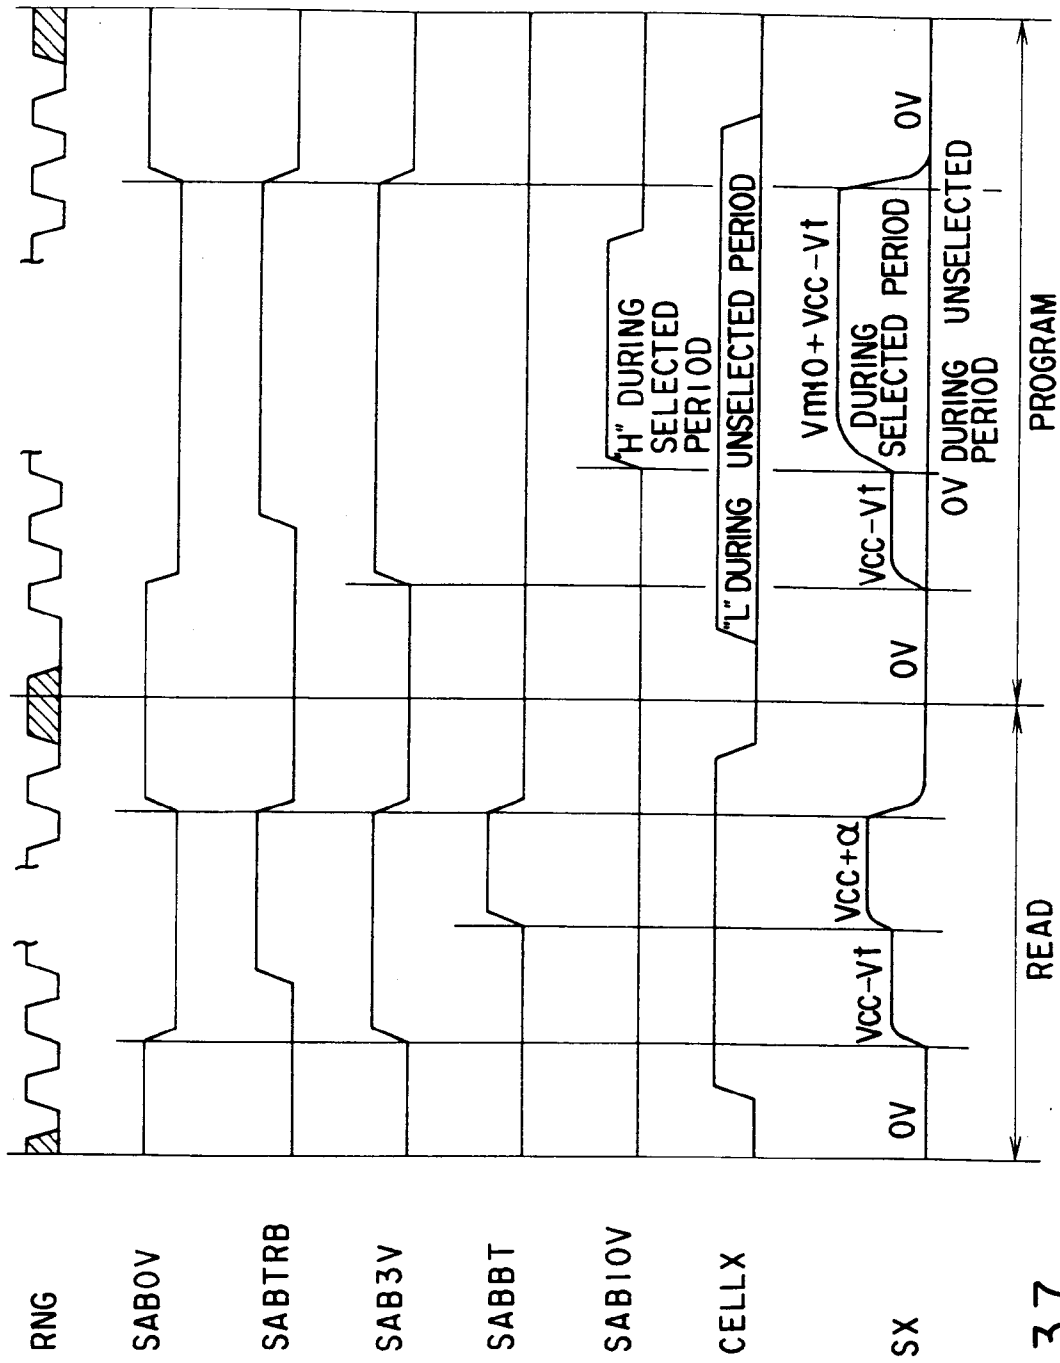 RNG
SAB0V
SABTRB
SAB3V
SABBT
SAB10V
"H" DURING
SELECTED
PERIOD
CELLX
"L" DURING UNSELECTED PERIOD
SX
0V
VCC-Vt
VCC+α
0V
VCC-Vt
Vm10+VCC-Vt
DURING
SELECTED PERIOD
0V
0V DURING UNSELECTED
PERIOD
READ
PROGRAM
37